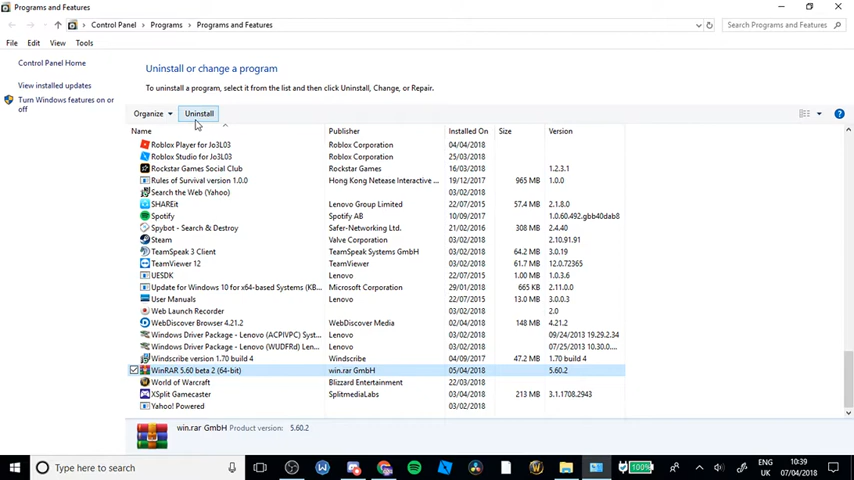 Programs and Features
Control Panel > Programs > Programs and Features
Search Programs and Features
File Edit View Tools
Control Panel Home
View installed updates
Turn Windows features on or
off
Uninstall or change a program
To uninstall a program, select it from the list and then click Uninstall, Change, or Repair.
Organize Uninstall
Name Publisher Installed On Size Version
Roblox Player for Jo3L03 Roblox Corporation 04/04/2018
Roblox Studio for Jo3L03 Roblox Corporation 25/03/2018
Rockstar Games Social Club Rockstar Games 16/03/2018 1.2.3.1
Rules of Survival version 1.0.0 Hong Kong Netease Interactive ... 19/12/2017 965 MB 1.0.0
Search the Web (Yahoo) 03/02/2018
SHAREit Lenovo Group Limited 22/07/2015 57.4 MB 2.1.8.0
Spotify Spotify AB 10/09/2017 1.0.60.492.gbb40dab8
Spybot - Search & Destroy Safer-Networking Ltd. 21/02/2018 308 MB 2.4.40
Steam Valve Corporation 03/02/2018 2.10.91.91
TeamSpeak 3 Client TeamSpeak Systems GmbH 03/02/2018 64.2 MB 3.0.19
TeamViewer 12 TeamViewer 03/02/2018 61.7 MB 12.0.72365
UESDK Lenovo 22/07/2015 1.00 MB 1.0.3.6
Update for Windows 10 for x64-based Systems (KB... Microsoft Corporation 29/01/2018 665 KB 2.11.0.0
User Manuals Lenovo 22/07/2015 13.0 MB 3.0.0.3
Web Launch Recorder 03/02/2018 2.0
WebDiscover Browser 4.21.2 WebDiscover Media 03/02/2018 148 MB 4.21.2
Windows Driver Package - Lenovo (ACPIVPC) Syst... Lenovo 03/02/2018 09/24/2013 19.29.2.34
Windows Driver Package - Lenovo (WUDFRd) Len... Lenovo 03/02/2018 07/21/2015 10.30.0....
Windscribe version 1.70 build 4 Windscribe 04/09/2017 47.2 MB 1.70 build 4
WinRAR 5.60 beta 2 (64-bit) win.rar GmbH 05/04/2018 5.60.2
World of Warcraft Blizzard Entertainment 22/03/2018
XSplit Gamecaster SplitmediaLabs 03/02/2018 213 MB 3.1.1708.2943
Yahoo! Powered 03/02/2018
win.rar GmbH Product version: 5.60.2
Type here to search
100%
ENG 10:39
UK 07/04/2018